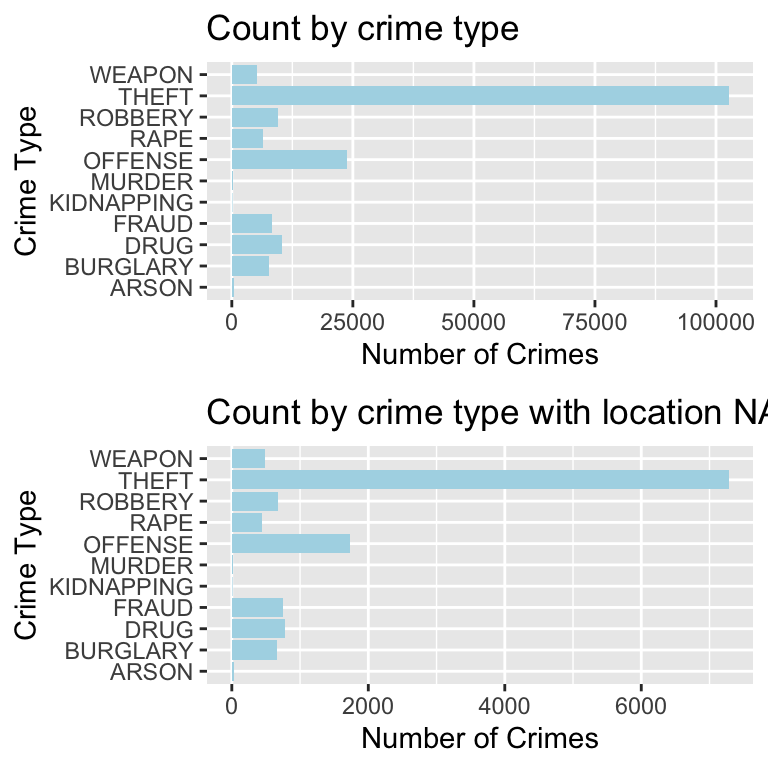 Count by crime type
Crime Type
WEAPON
THEFT
ROBBERY
RAPE
OFFENSE
MURDER
KIDNAPPING
FRAUD
DRUG
BURGLARY
ARSON
0 25000 50000 75000 100000
Number of Crimes
Count by crime type with location NA
Crime Type
WEAPON
THEFT
ROBBERY
RAPE
OFFENSE
MURDER
KIDNAPPING
FRAUD
DRUG
BURGLARY
ARSON
0 2000 4000 6000
Number of Crimes